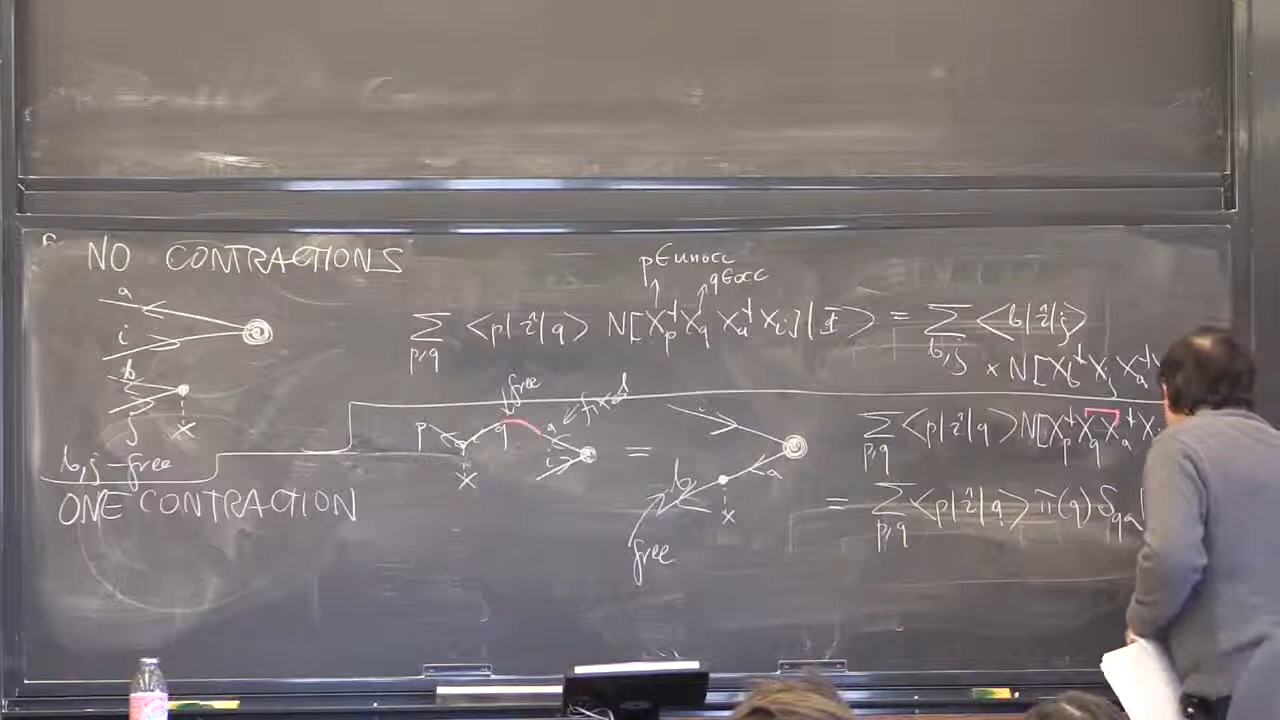 NO CONTRACTIONS
a
i
b
j
x
b, j - free
p ∈ unocc
q ∈ occ
∑ <p|ẑ|q> N[X_p^† X_q X_a^† X_i] |Φ> = ∑ <b|ẑ|j>
p,q b,j
× N[X_b^† X_j X_a^†
ONE CONTRACTION
free
fixed
p q a
i
x
=
i
b a
x
free
∑ <p|ẑ|q> N[X_p^† X_q X_a^† X_i
p,q
= ∑ <p|ẑ|q> π(q) δ_qa
p,q